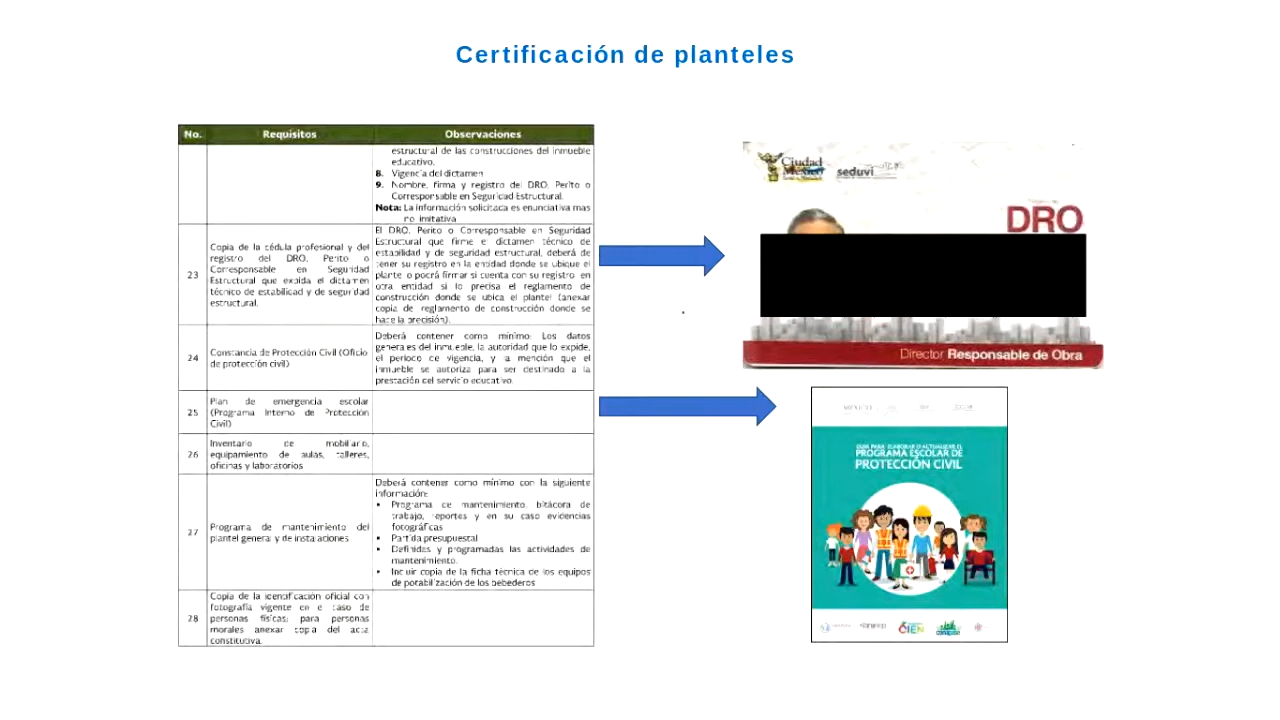 Certificación de planteles
No. Requisitos Observaciones
estructural de las construcciones del inmueble
educativo.
8. Vigencia del dictamen
9. Nombre, firma y registro del DRO, Perito o
Corresponsable en Seguridad Estructural.
Nota: La información solicitada es enunciativa mas
no limitativa
23
Copia de la cédula profesional y del
registro del DRO, Perito o
Corresponsable en Seguridad
Estructural que expida el dictamen
técnico de estabilidad y de seguridad
estructural.
El DRO, Perito o Corresponsable en Seguridad
Estructural que firme el dictamen técnico de
estabilidad y de seguridad estructural, deberá de
tener su registro en la entidad donde se ubique el
plantel o podrá firmar si cuenta con su registro en
otra entidad si lo precisa el reglamento de
construcción donde se ubica el plantel (anexar
copia de reglamento de construcción donde se
hace la precisión).
24
Constancia de Protección Civil (Oficio
de protección civil)
Deberá contener como mínimo: Los datos
generales del inmueble, la autoridad que lo expide,
el periodo de vigencia, y la mención que el
inmueble se autoriza para ser destinado a la
prestación del servicio educativo.
25
Plan de emergencia escolar
(Programa Interno de Protección
Civil)
26
Inventario de mobiliario,
equipamiento de aulas, talleres,
oficinas y laboratorios
27
Programa de mantenimiento del
plantel general y de instalaciones
Deberá contener como mínimo con la siguiente
información:
• Programa de mantenimiento, bitácora de
trabajo, reportes y en su caso evidencias
fotográficas
• Partida presupuestal
• Definidas y programadas las actividades de
mantenimiento.
• Incluir copia de la ficha técnica de los equipos
de potabilización de los bebederos
28
Copia de la identificación oficial con
fotografía vigente en el caso de
personas físicas; para personas
morales anexar copia del acta
constitutiva.
Ciudad
México
seduvi
DRO
Director Responsable de Obra
MÉXICO
GUÍA PARA ELABORAR O ACTUALIZAR EL
PROGRAMA ESCOLAR DE
PROTECCIÓN CIVIL